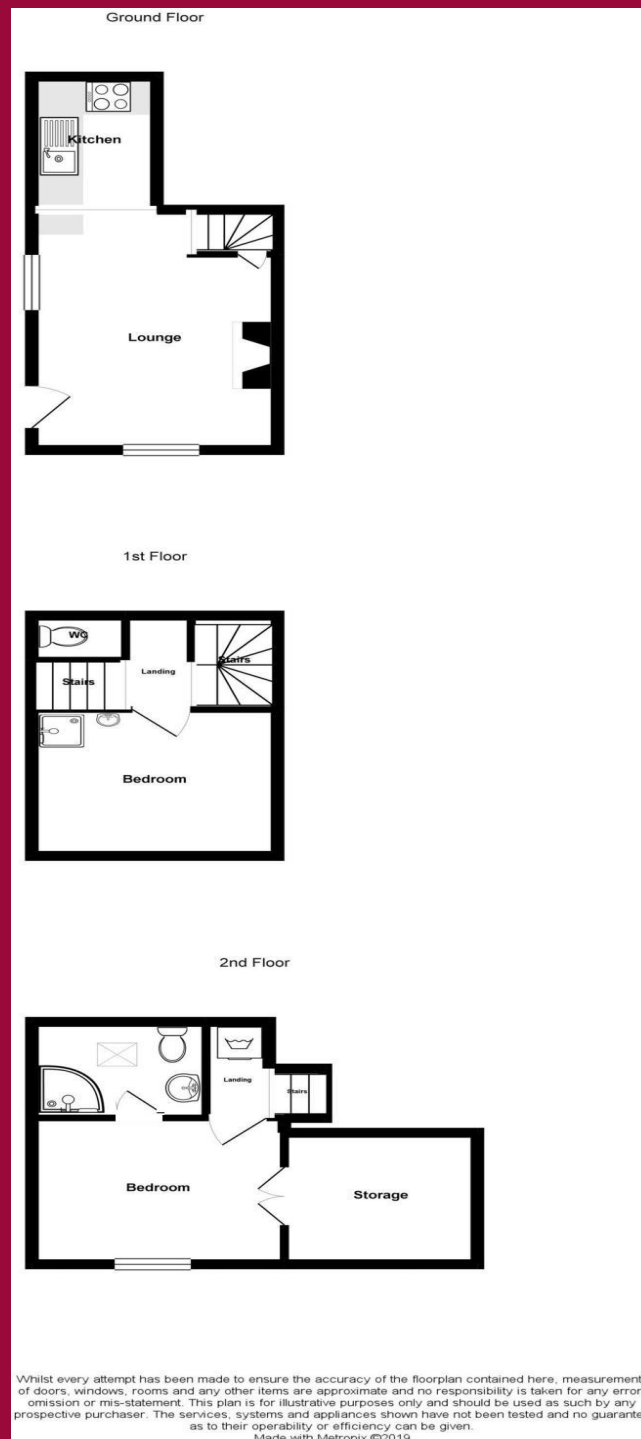 Ground Floor
Kitchen
Lounge
1st Floor
WC
Stairs
Landing
Stairs
Bedroom
2nd Floor
Landing
Stairs
Bedroom
Storage
Whilst every attempt has been made to ensure the accuracy of the floorplan contained here, measurement
of doors, windows, rooms and any other items are approximate and no responsibility is taken for any error
omission or mis-statement. This plan is for illustrative purposes only and should be used as such by any
prospective purchaser. The services, systems and appliances shown have not been tested and no guarante
as to their operability or efficiency can be given.
Made with Metropix ©2019